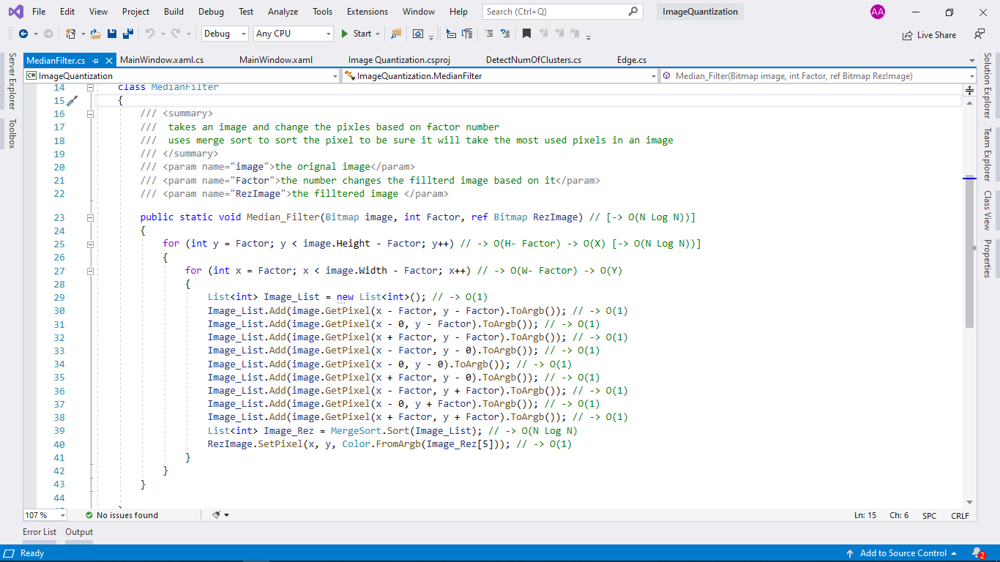 File Edit View Project Build Debug Test Analyze Tools Extensions Window Help Search (Ctrl+Q) ImageQuantization AA
Debug Any CPU Start Live Share
MedianFilter.cs MainWindow.xaml.cs MainWindow.xaml Image Quantization.csproj DetectNumOfClusters.cs Edge.cs
C# ImageQuantization ImageQuantization.MedianFilter Median_Filter(Bitmap image, int Factor, ref Bitmap RezImage)
Server Explorer
Toolbox
Solution Explorer
Team Explorer
Class View
Properties
14 class MedianFilter
15 {
16 /// <summary>
17 /// takes an image and change the pixles based on factor number
18 /// uses merge sort to sort the pixel to be sure it will take the most used pixels in an image
19 /// </summary>
20 /// <param name="image">the orignal image</param>
21 /// <param name="Factor">the number changes the fillterd image based on it</param>
22 /// <param name="RezImage">the filltered image </param>
23 public static void Median_Filter(Bitmap image, int Factor, ref Bitmap RezImage) // [-> O(N Log N))]
24 {
25 for (int y = Factor; y < image.Height - Factor; y++) // -> O(H- Factor) -> O(X) [-> O(N Log N))]
26 {
27 for (int x = Factor; x < image.Width - Factor; x++) // -> O(W- Factor) -> O(Y)
28 {
29 List<int> Image_List = new List<int>(); // -> O(1)
30 Image_List.Add(image.GetPixel(x - Factor, y - Factor).ToArgb()); // -> O(1)
31 Image_List.Add(image.GetPixel(x - 0, y - Factor).ToArgb()); // -> O(1)
32 Image_List.Add(image.GetPixel(x + Factor, y - Factor).ToArgb()); // -> O(1)
33 Image_List.Add(image.GetPixel(x - Factor, y - 0).ToArgb()); // -> O(1)
34 Image_List.Add(image.GetPixel(x - 0, y - 0).ToArgb()); // -> O(1)
35 Image_List.Add(image.GetPixel(x + Factor, y - 0).ToArgb()); // -> O(1)
36 Image_List.Add(image.GetPixel(x - Factor, y + Factor).ToArgb()); // -> O(1)
37 Image_List.Add(image.GetPixel(x - 0, y + Factor).ToArgb()); // -> O(1)
38 Image_List.Add(image.GetPixel(x + Factor, y + Factor).ToArgb()); // -> O(1)
39 List<int> Image_Rez = MergeSort.Sort(Image_List); // -> O(N Log N)
40 RezImage.SetPixel(x, y, Color.FromArgb(Image_Rez[5])); // -> O(1)
41 }
42 }
43 }
44
107 % No issues found Ln: 15 Ch: 6 SPC CRLF
Error List Output
Ready Add to Source Control 2